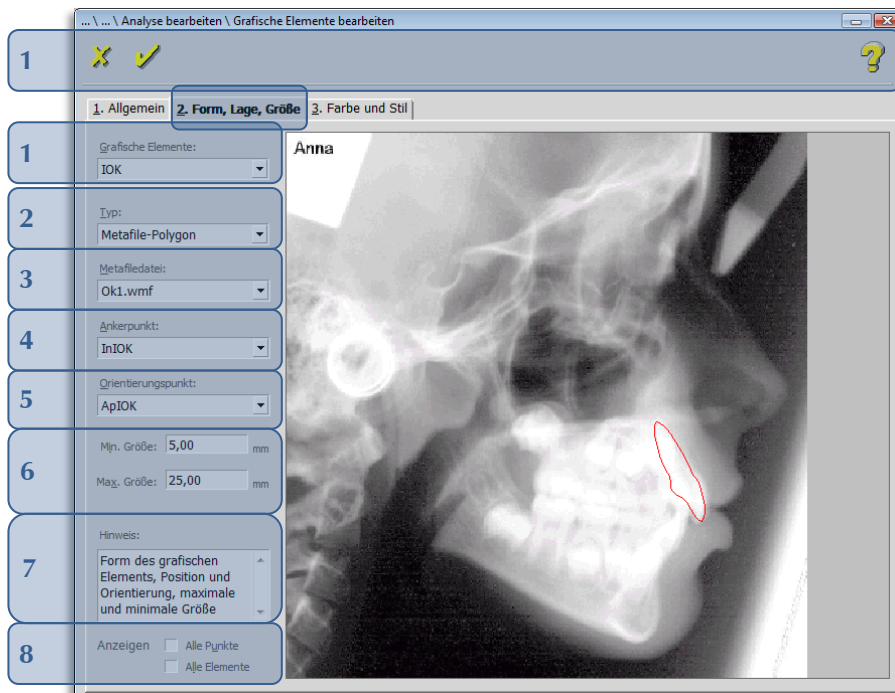 ... \ ... \ Analyse bearbeiten \ Grafische Elemente bearbeiten
1
1. Allgemein 2. Form, Lage, Größe 3. Farbe und Stil
1
Grafische Elemente:
IOK
Anna
2
Typ:
Metafile-Polygon
3
Metafiledatei:
Ok1.wmf
4
Ankerpunkt:
InIOK
5
Orientierungspunkt:
ApIOK
6
Min. Größe: 5,00 mm
Max. Größe: 25,00 mm
7
Hinweis:
Form des grafischen
Elements, Position und
Orientierung, maximale
und minimale Größe
8
Anzeigen Alle Punkte
Alle Elemente